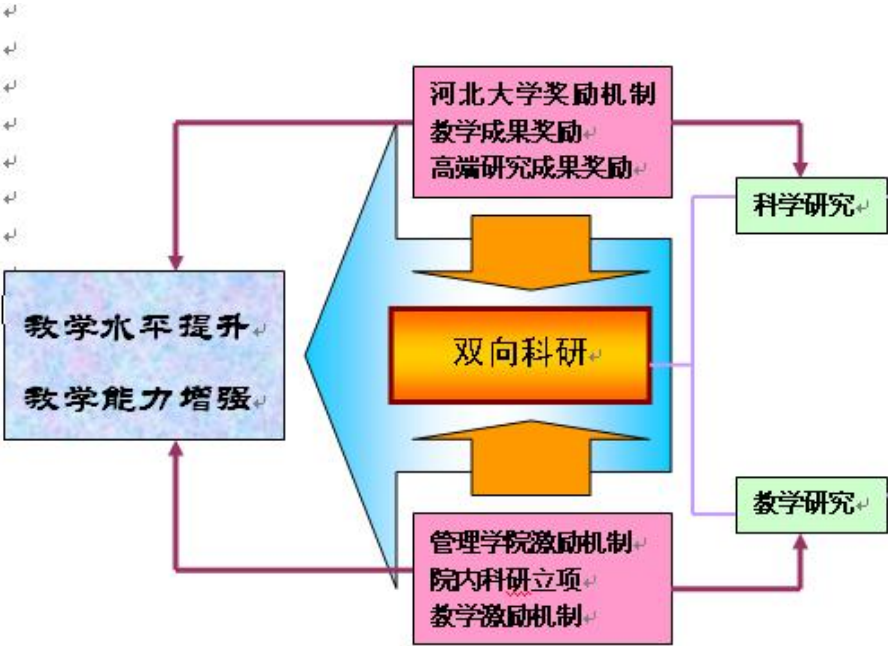 河北大学奖励机制
教学成果奖励
高端研究成果奖励
科学研究
教学水平提升
教学能力增强
双向科研
教学研究
管理学院激励机制
院内科研立项
教学激励机制